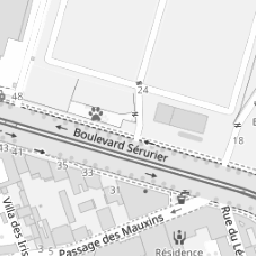 24
48
Boulevard Sérurier
18
43-41
35
33
31
Villa des Iris
Passage des Mauxins
Rue du Lé
Résidence